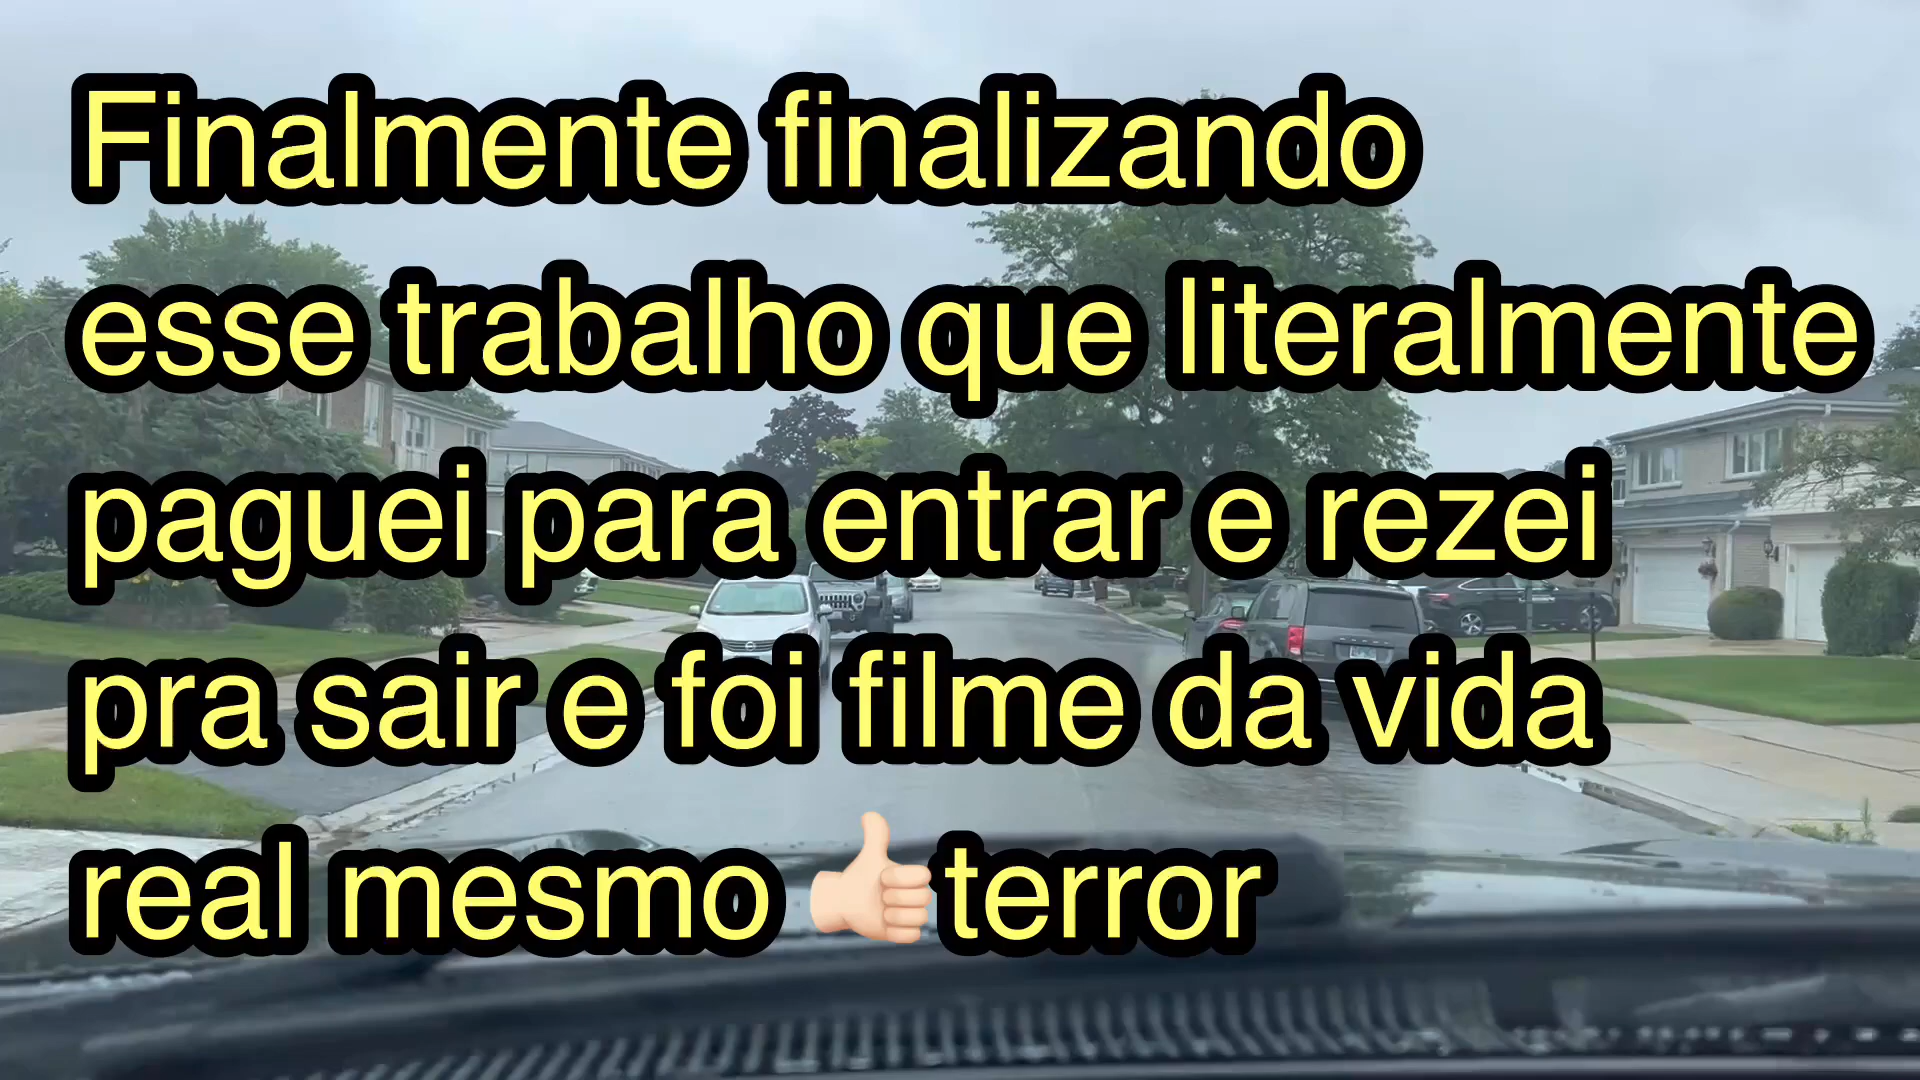 Finalmente finalizando
esse trabalho que literalmente
paguei para entrar e rezei
pra sair e foi filme da vida
real mesmo 👍🏻terror